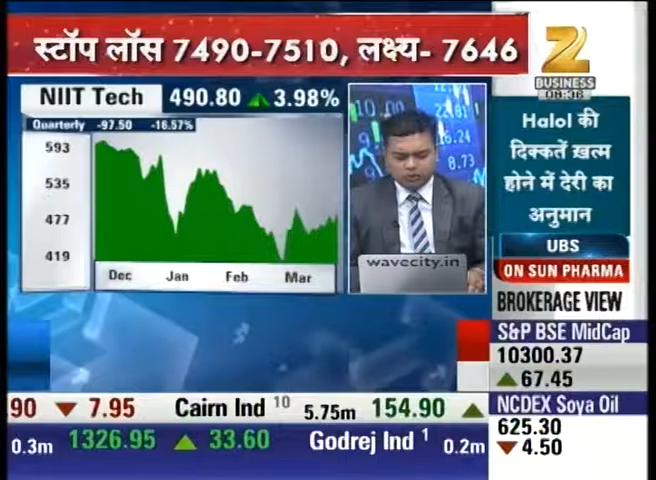 स्टॉप लॉस 7490-7510, लक्ष्य- 7646
Z
BUSINESS
NIIT Tech 490.80 3.98%
Quarterly -97.50 -16.57%
593
535
477
419
Dec Jan Feb Mar
wavecity.in
Halol की
दिक्कतें ख़त्म
होने में देरी का
अनुमान
UBS
ON SUN PHARMA
BROKERAGE VIEW
S&P BSE MidCap
10300.37
67.45
NCDEX Soya Oil
625.30
4.50
90 7.95 Cairn Ind 10 5.75m 154.90
0.3m 1326.95 33.60 Godrej Ind 1 0.2m